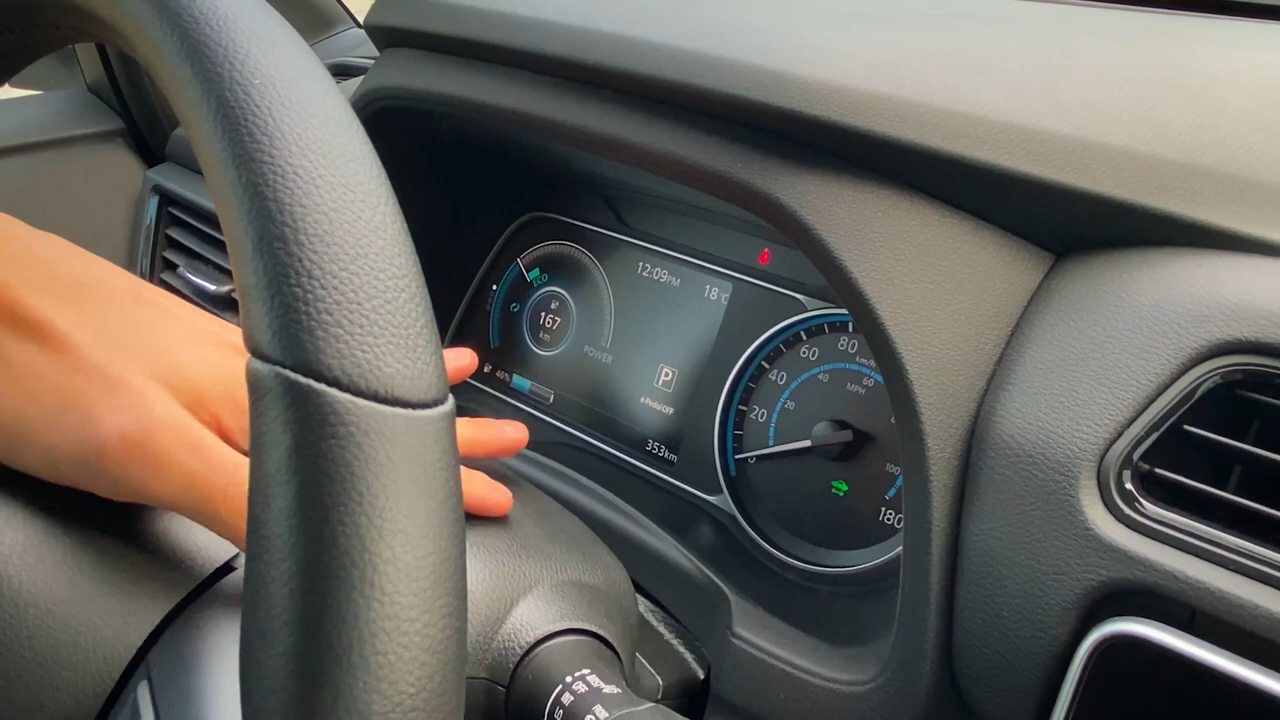 12:09PM
18°C
ECO
167
km
POWER
46%
P
e-Pedal OFF
353km
80
60
km/h
40
40
60
MPH
20
20
100
180
OFF
INT